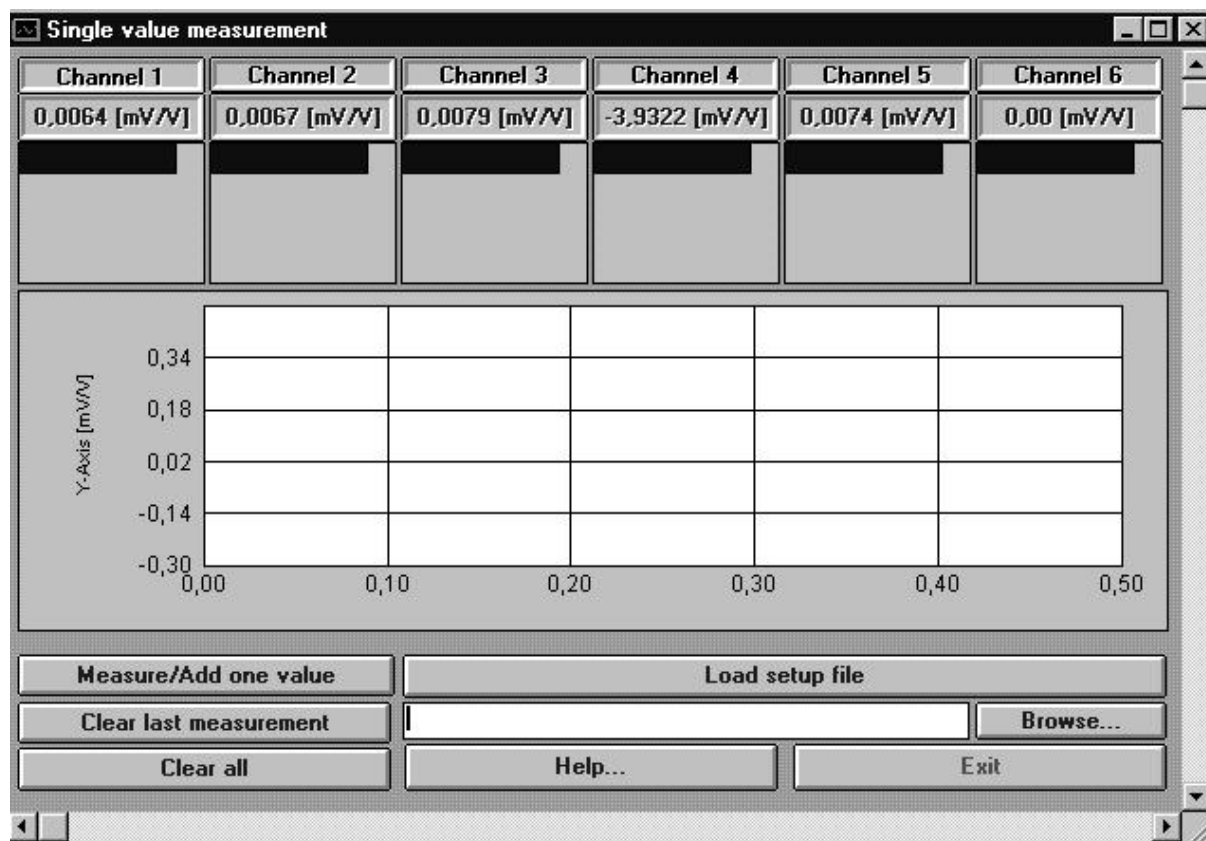 Single value measurement
Channel 1 Channel 2 Channel 3 Channel 4 Channel 5 Channel 6
0,0064 [mV/V] 0,0067 [mV/V] 0,0079 [mV/V] -3,9322 [mV/V] 0,0074 [mV/V] 0,00 [mV/V]
Y-Axis [mV/V]
0,34
0,18
0,02
-0,14
-0,30
0,00 0,10 0,20 0,30 0,40 0,50
Measure/Add one value Load setup file
Clear last measurement Browse...
Clear all Help... Exit